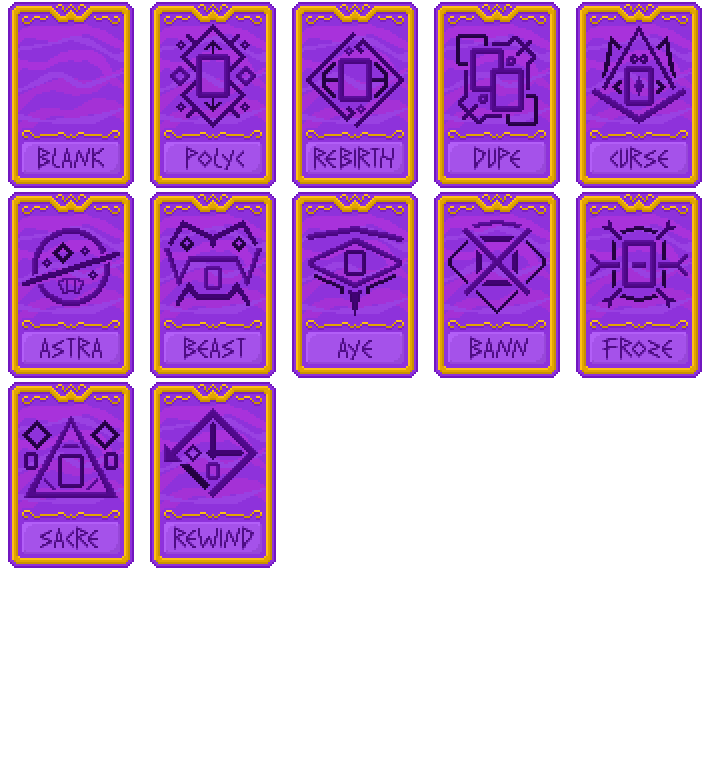 BLANK
POLYC
REBIRTH
DUPE
CURSE
ASTRA
BEAST
AYE
BANN
FROZE
SACRE
REWIND